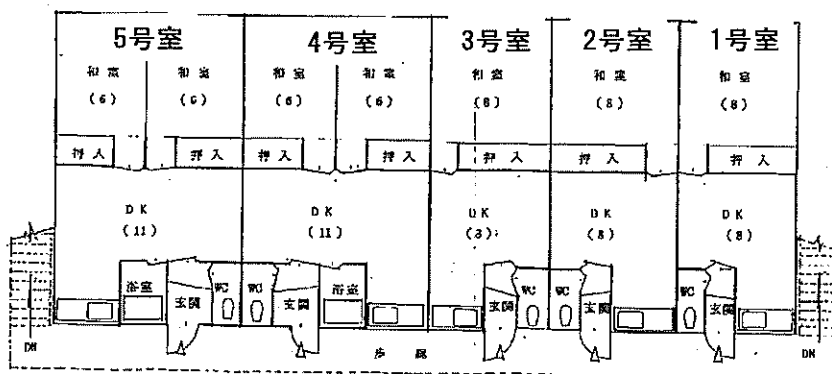 5号室 4号室 3号室 2号室 1号室
和室 和室 和室 和室 和室 和室 和室
(6) (6) (6) (6) (8) (8) (8)
押入 押入 押入 押入 押入 押入 押入
DK DK DK DK DK
(11) (11) (8) (8)
浴室 WC WC 浴室 WC WC WC
玄関 玄関 玄関 玄関 玄関
DN 歩廊 DN